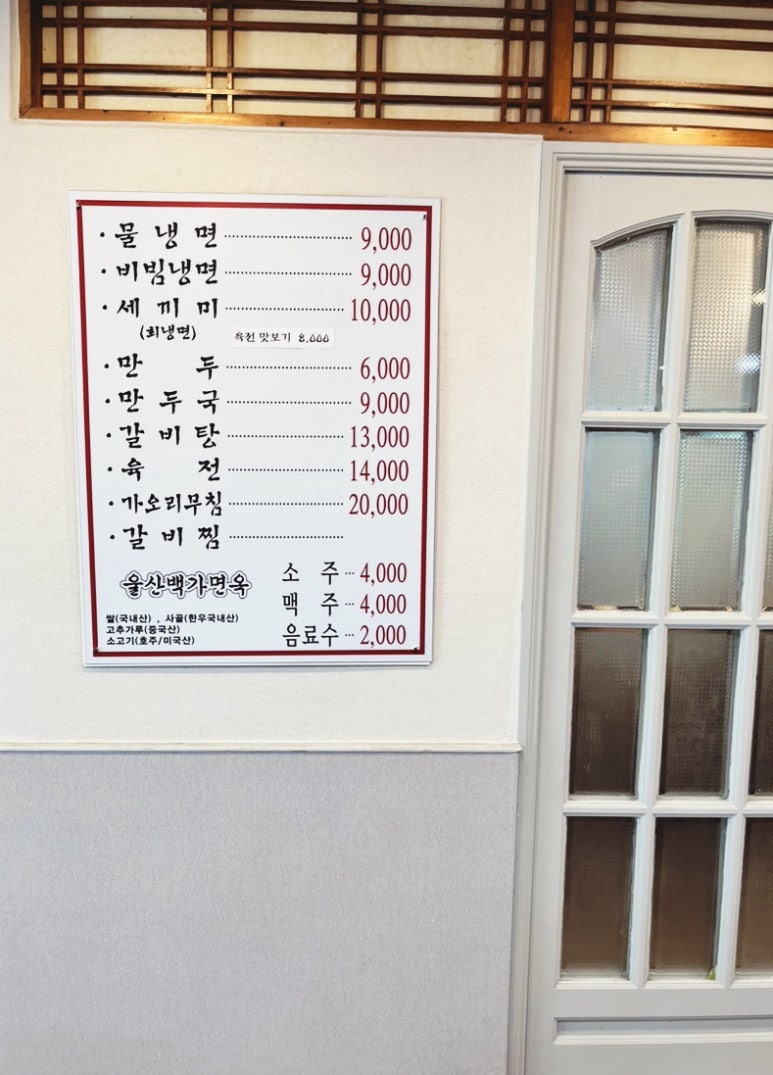 · 물 냉 면 ........................ 9,000
· 비빔냉면 ........................ 9,000
· 세 끼 미 ........................ 10,000
(회냉면) 육전 맛보기 8,000
· 만 두 ........................ 6,000
· 만 두 국 ........................ 9,000
· 갈 비 탕 ........................ 13,000
· 육 전 ........................ 14,000
· 가오리무침 ........................ 20,000
· 갈 비 찜 ........................
울산백가면옥
쌀(국내산) , 사골(한우국내산)
고추가루(중국산)
소고기(호주/미국산)
소 주 ··· 4,000
맥 주 ··· 4,000
음료수 ··· 2,000